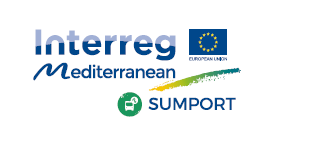 Interreg
EUROPEAN UNION
Mediterranean
SUMPORT